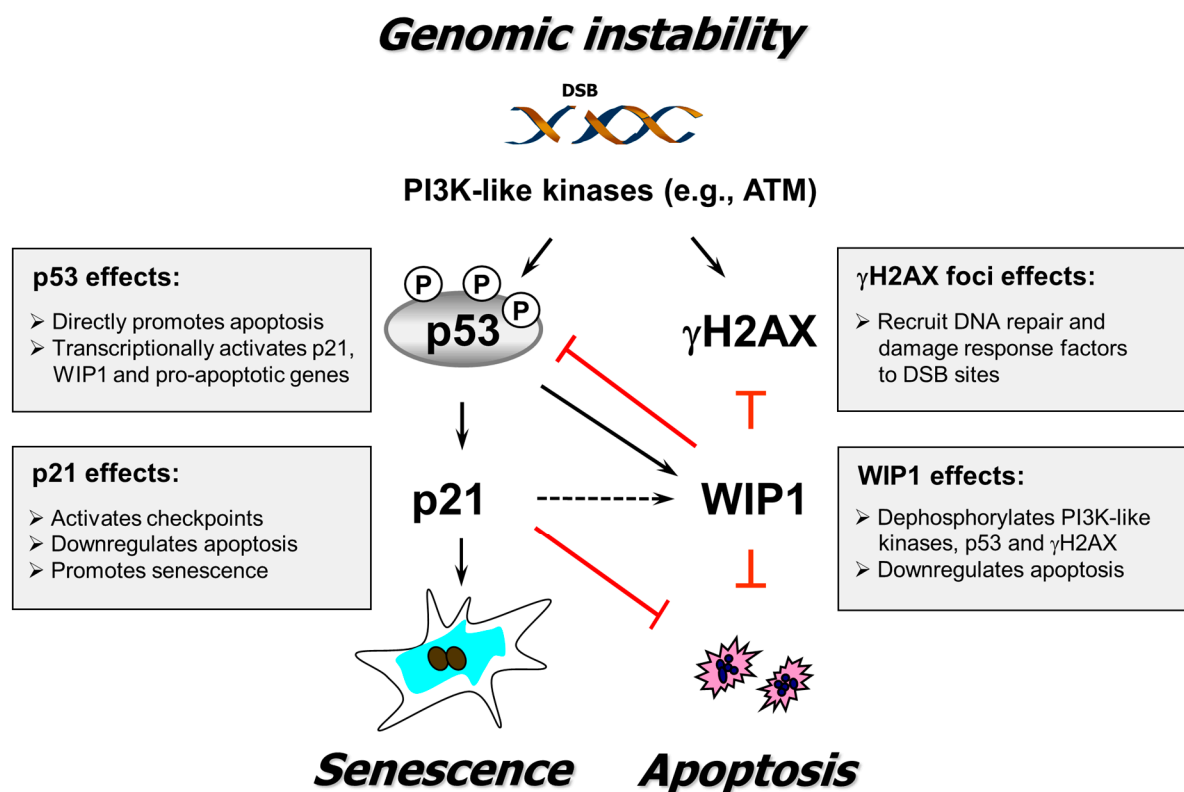 Genomic instability
DSB
PI3K-like kinases (e.g., ATM)
p53 effects:
➢ Directly promotes apoptosis
➢ Transcriptionally activates p21,
WIP1 and pro-apoptotic genes
P
P
P
p53
γH2AX
γH2AX foci effects:
➢ Recruit DNA repair and
damage response factors
to DSB sites
p21 effects:
➢ Activates checkpoints
➢ Downregulates apoptosis
➢ Promotes senescence
p21
WIP1
WIP1 effects:
➢ Dephosphorylates PI3K-like
kinases, p53 and γH2AX
➢ Downregulates apoptosis
Senescence
Apoptosis